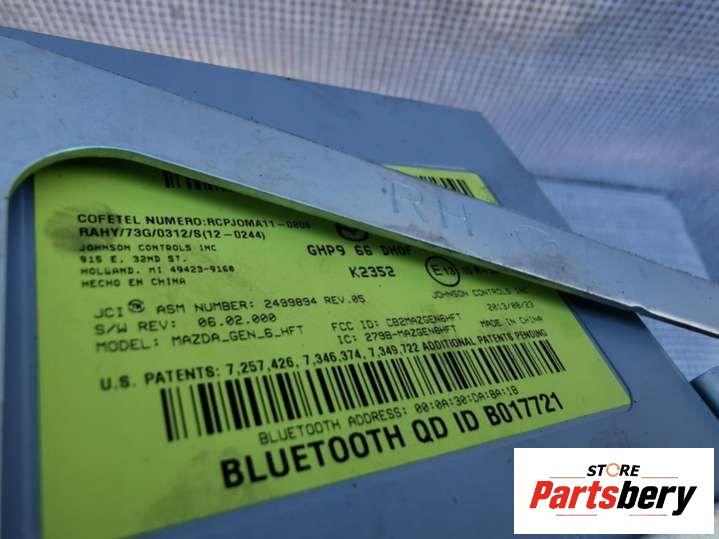 RH
COFETEL NUMERO:RCPJOMA11-0806
RAHY/73G/0312/S(12-0244)
JOHNSON CONTROLS INC
915 E. 32ND ST.
HOLLAND, MI 49423-9160
HECHO EN CHINA
GHP9 66 DH0F
K2352
E13
JOHNSON CONTROLS INC
2013/08/23
MADE IN CHINA
JCI ASM NUMBER: 2499894 REV.05
S/W REV: 06.02.000
MODEL: MAZDA_GEN_6_HFT
FCC ID: CB2MAZGEN6HFT
IC: 279B-MAZGEN6HFT
U.S. PATENTS: 7,257,426, 7,346,374, 7,349,722 ADDITIONAL PATENTS PENDING
BLUETOOTH ADDRESS: 00:0A:30:DA:BA:1B
BLUETOOTH QD ID B017721
STORE
Partsbery